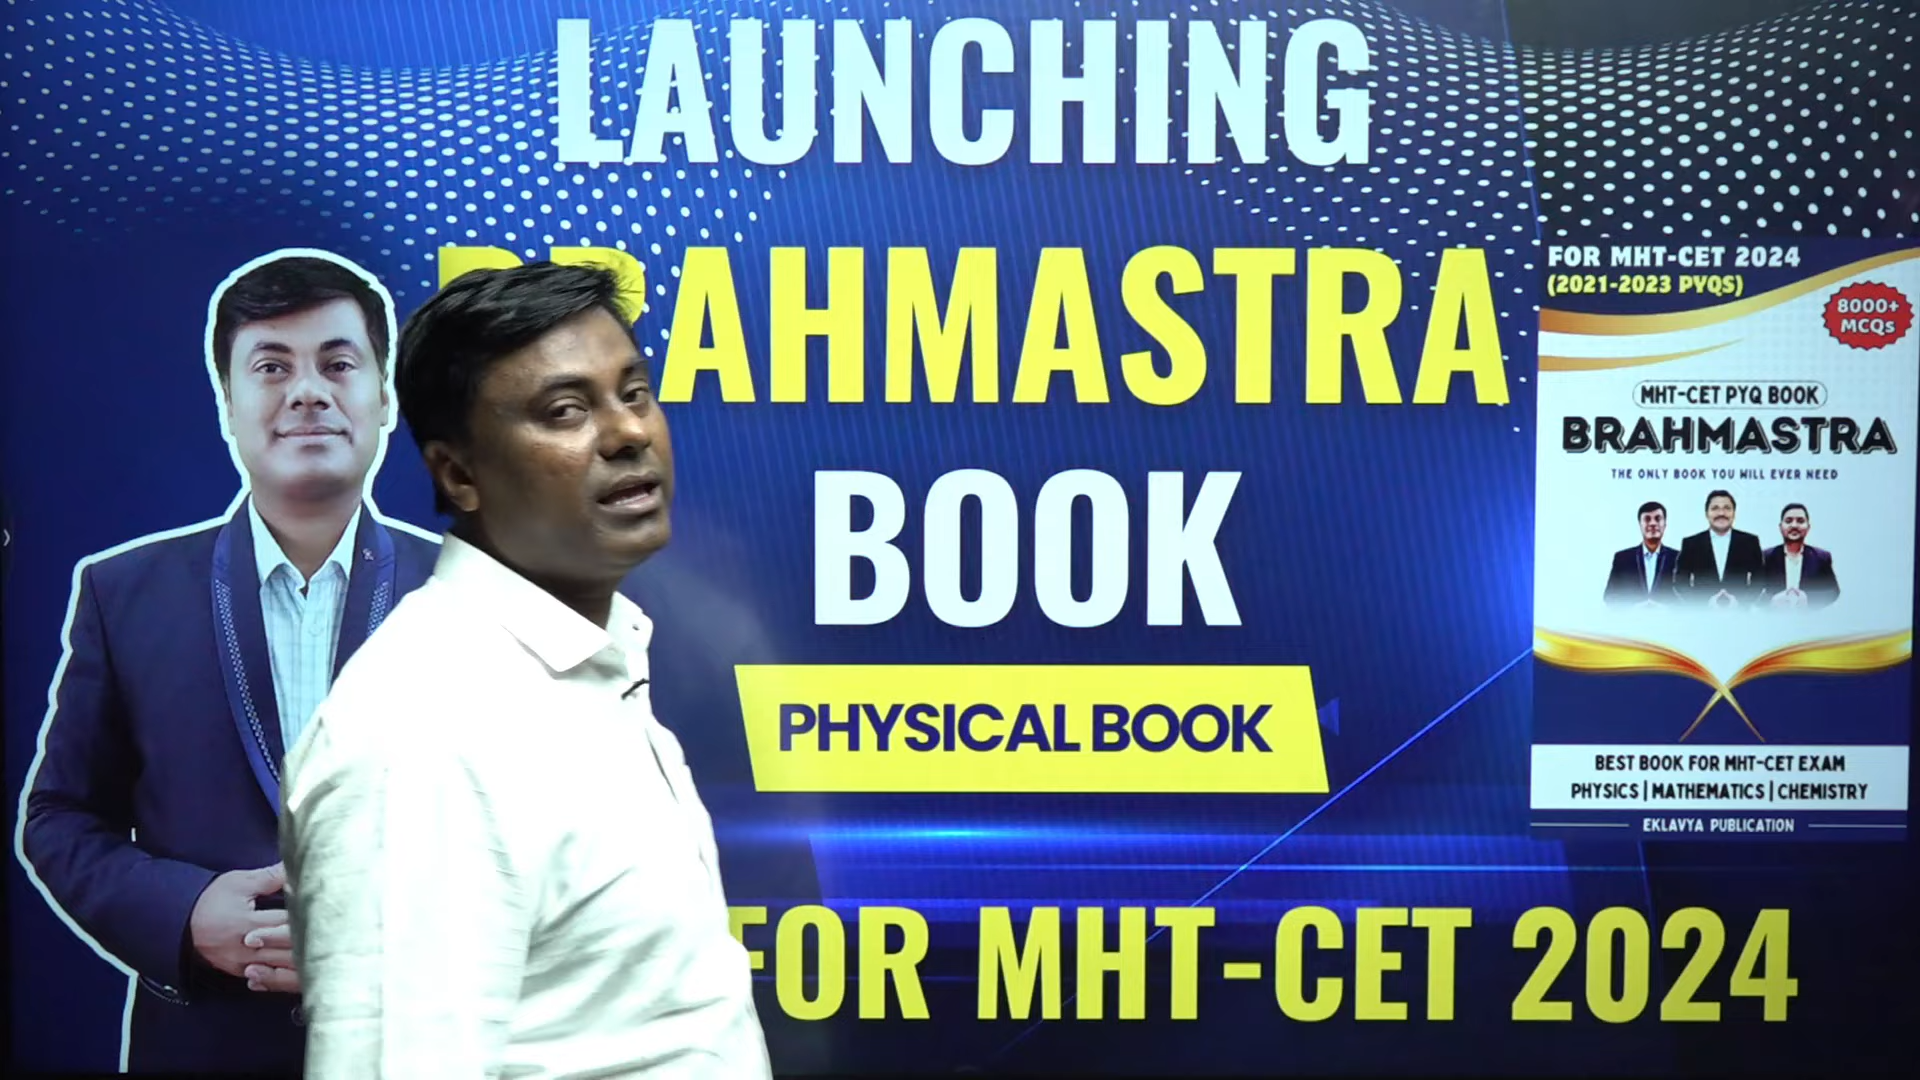 LAUNCHING
BRAHMASTRA
BOOK
PHYSICAL BOOK
FOR MHT-CET 2024
FOR MHT-CET 2024
(2021-2023 PYQS)
8000+
MCQs
MHT-CET PYQ BOOK
BRAHMASTRA
THE ONLY BOOK YOU WILL EVER NEED
BEST BOOK FOR MHT-CET EXAM
PHYSICS | MATHEMATICS | CHEMISTRY
EKLAVYA PUBLICATION